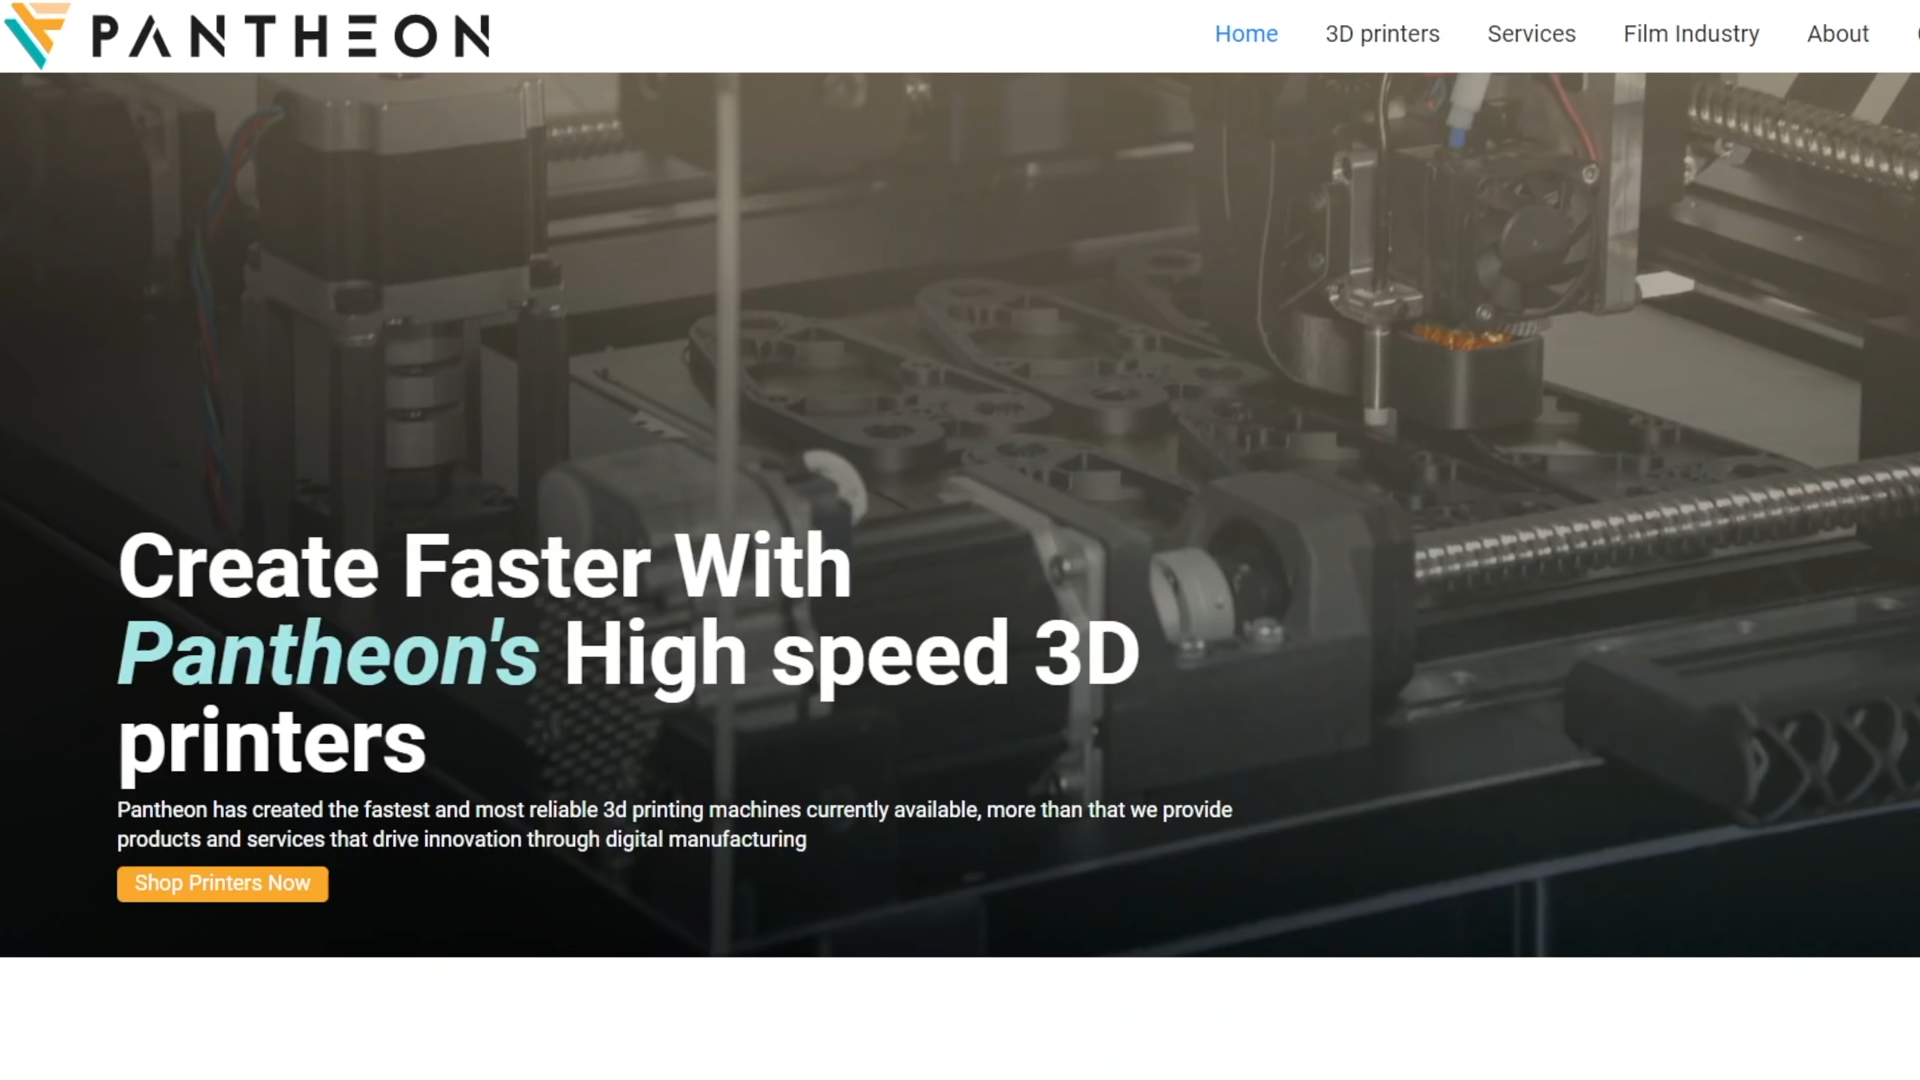 PANTHEON
Home 3D printers Services Film Industry About
Create Faster With
Pantheon's High speed 3D
printers
Pantheon has created the fastest and most reliable 3d printing machines currently available, more than that we provide
products and services that drive innovation through digital manufacturing
Shop Printers Now